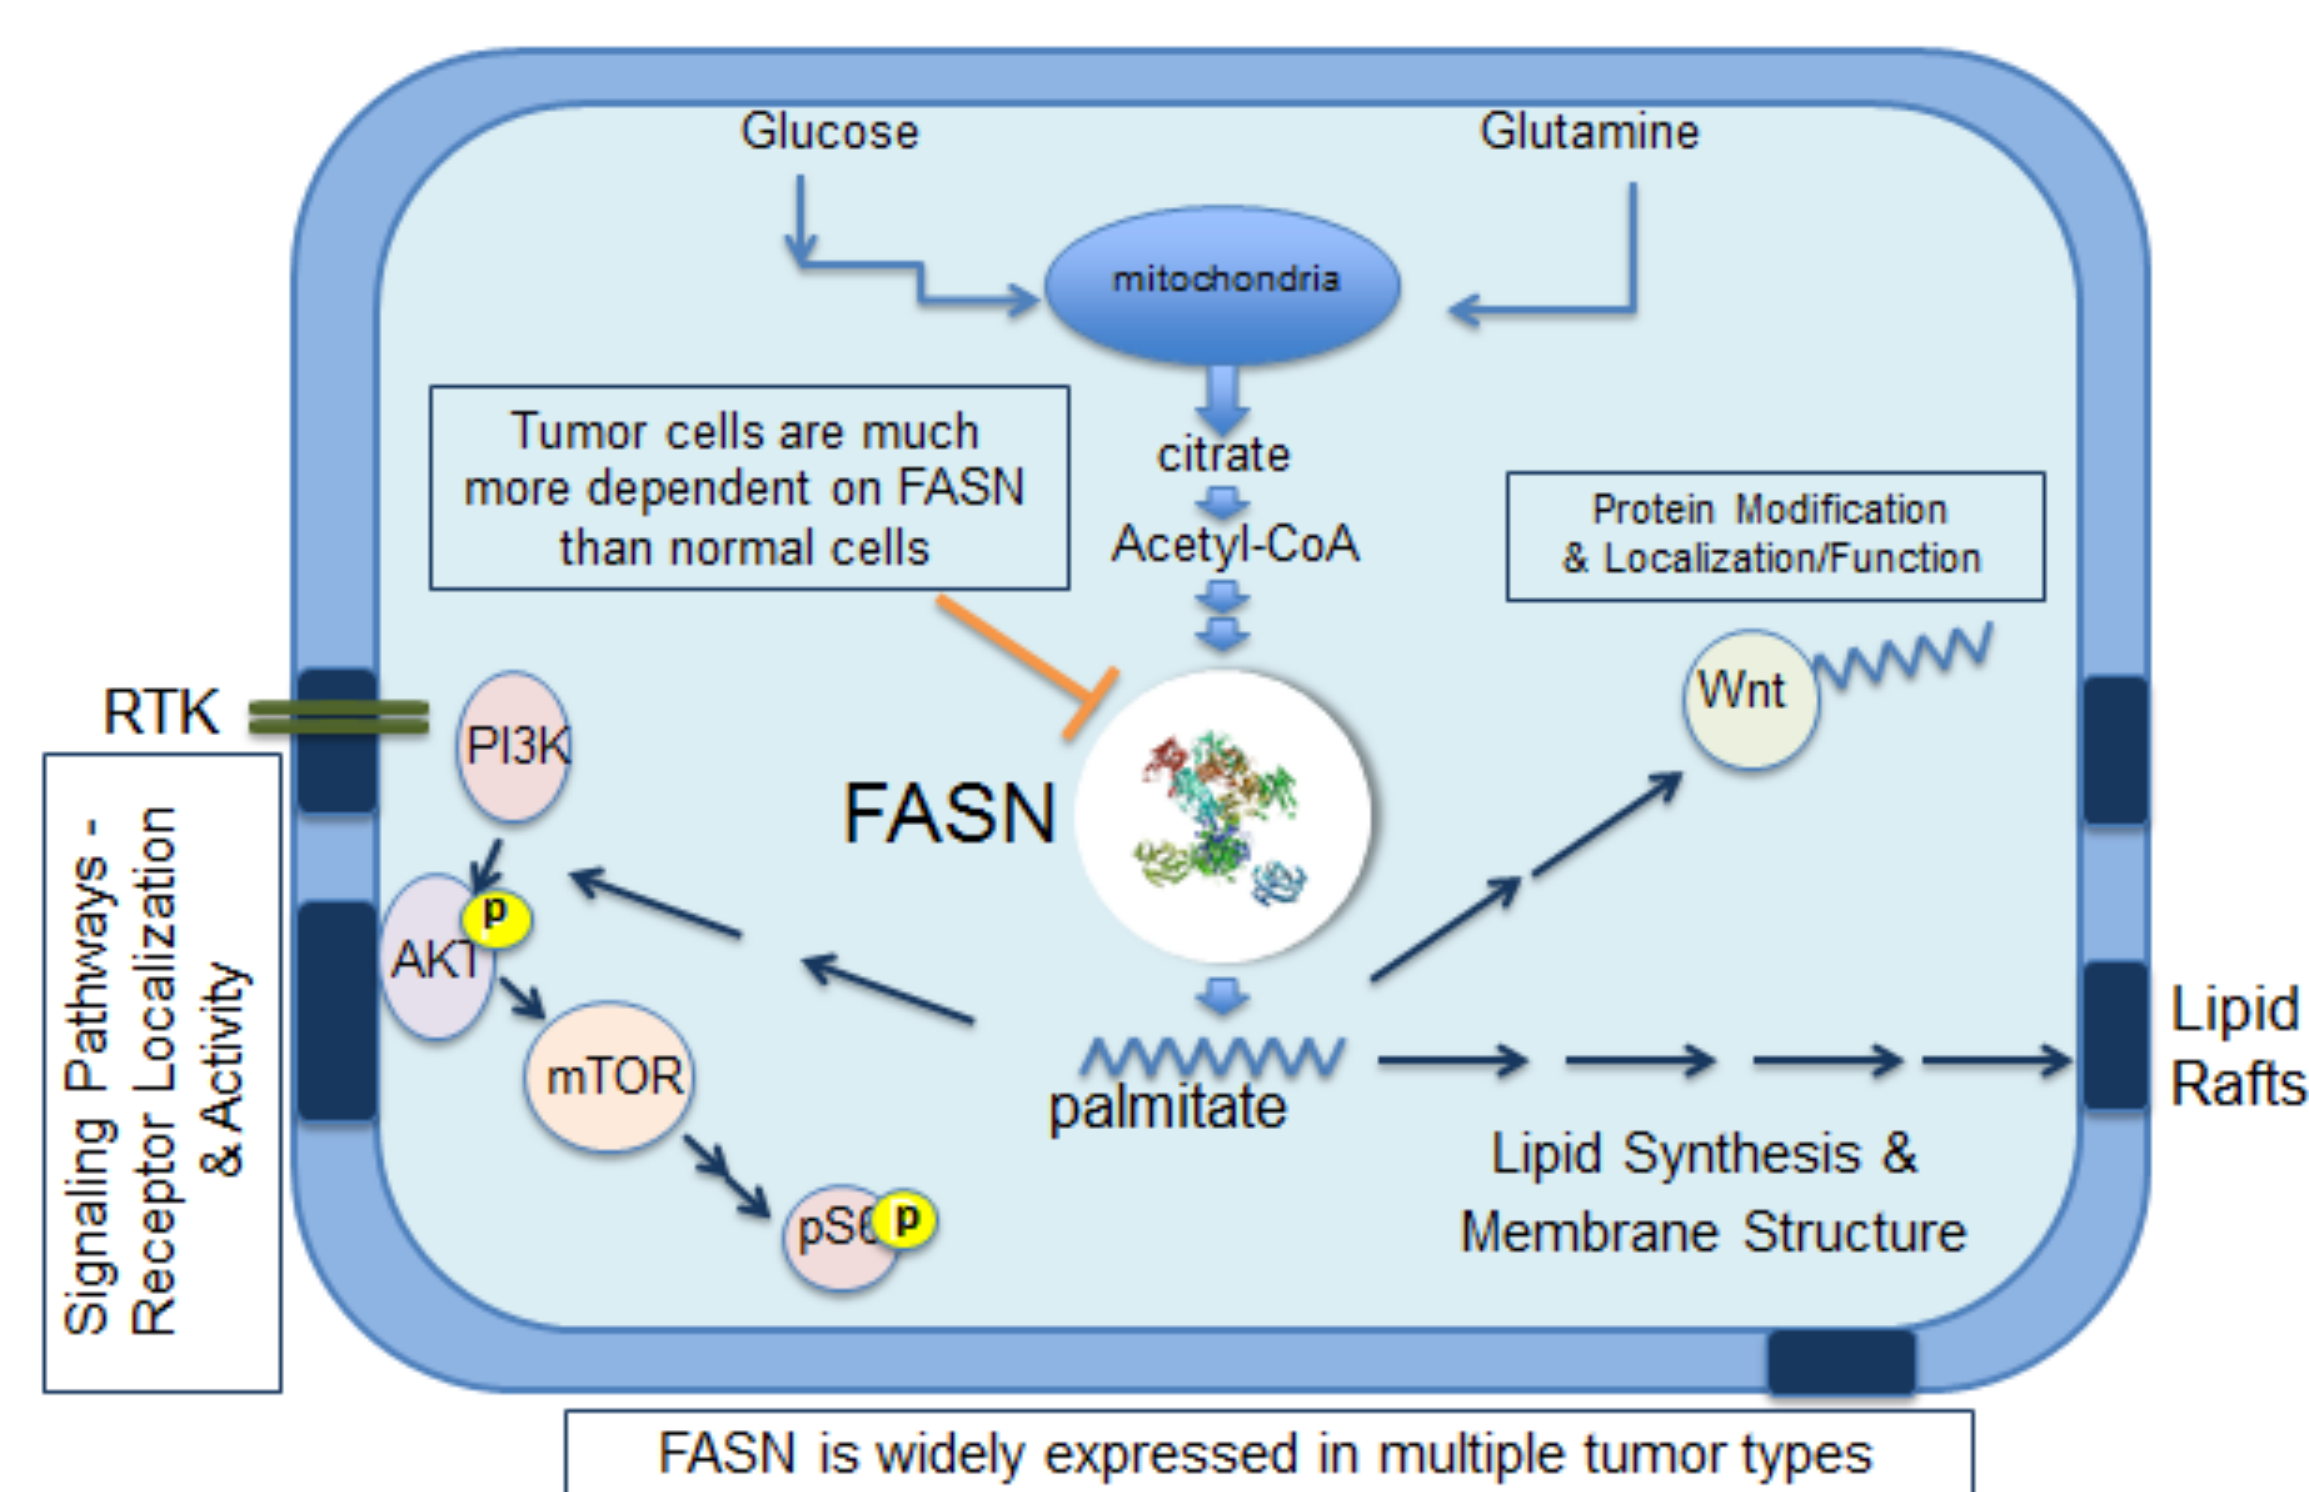 Glucose
Glutamine
mitochondria
Tumor cells are much
more dependent on FASN
than normal cells
citrate
Acetyl-CoA
Protein Modification
& Localization/Function
Wnt
RTK
PI3K
FASN
p
AKT
mTOR
pS6
p
palmitate
Lipid
Rafts
Lipid Synthesis &
Membrane Structure
Signaling Pathways -
Receptor Localization
& Activity
FASN is widely expressed in multiple tumor types